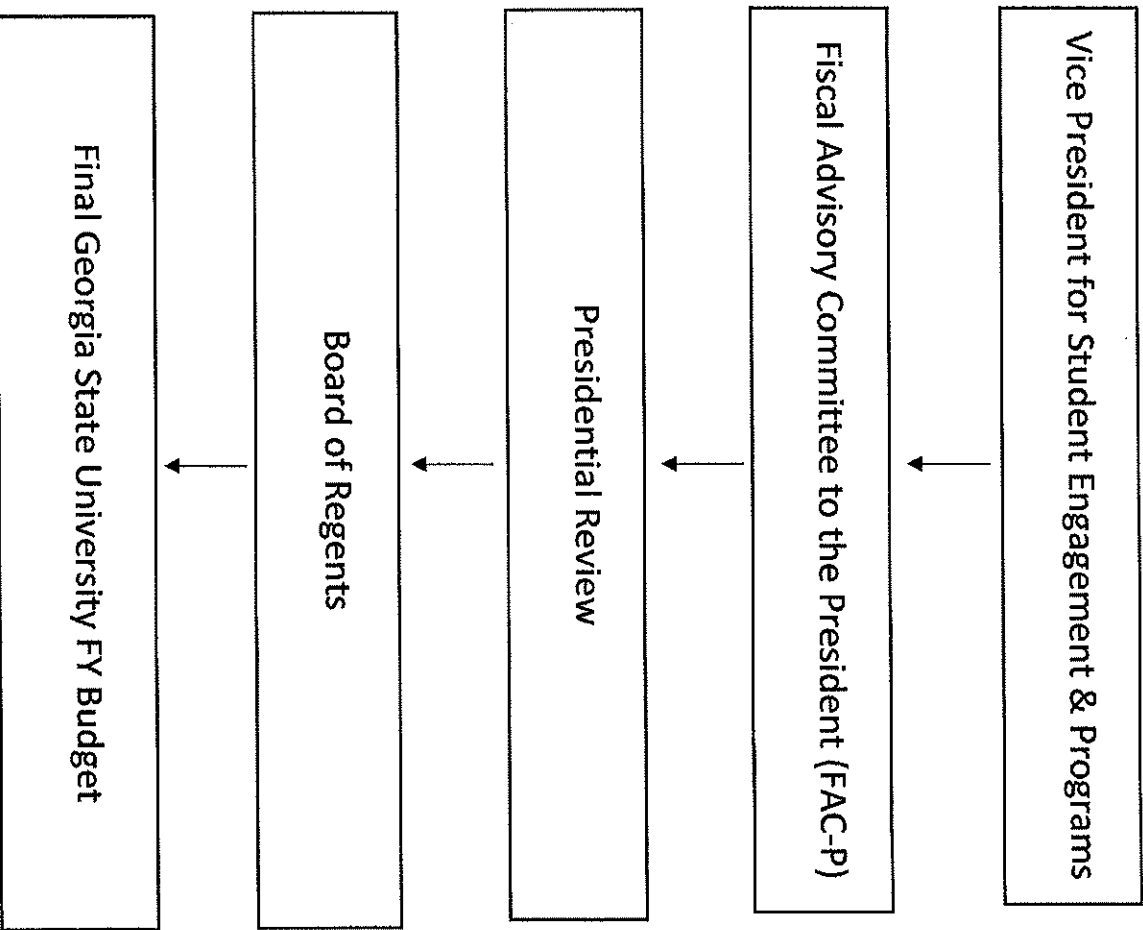 Vice President for Student Engagement & Programs
Fiscal Advisory Committee to the President (FAC-P)
Presidential Review
Board of Regents
Final Georgia State University FY Budget